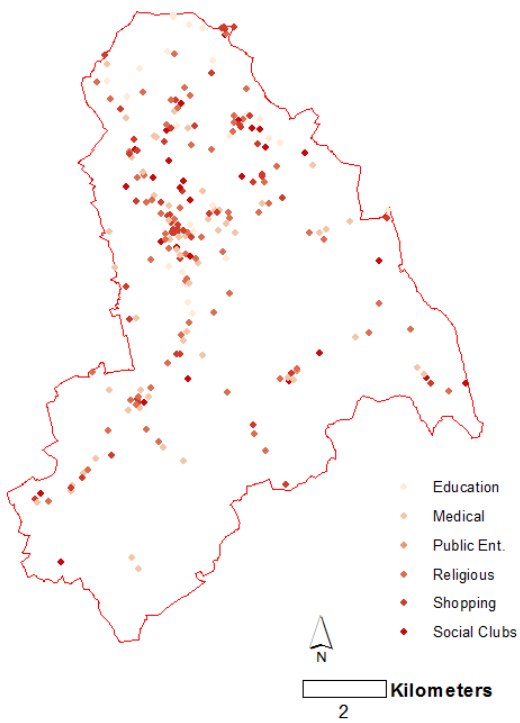 Education
Medical
Public Ent.
Religious
Shopping
Social Clubs
N
Kilometers
2